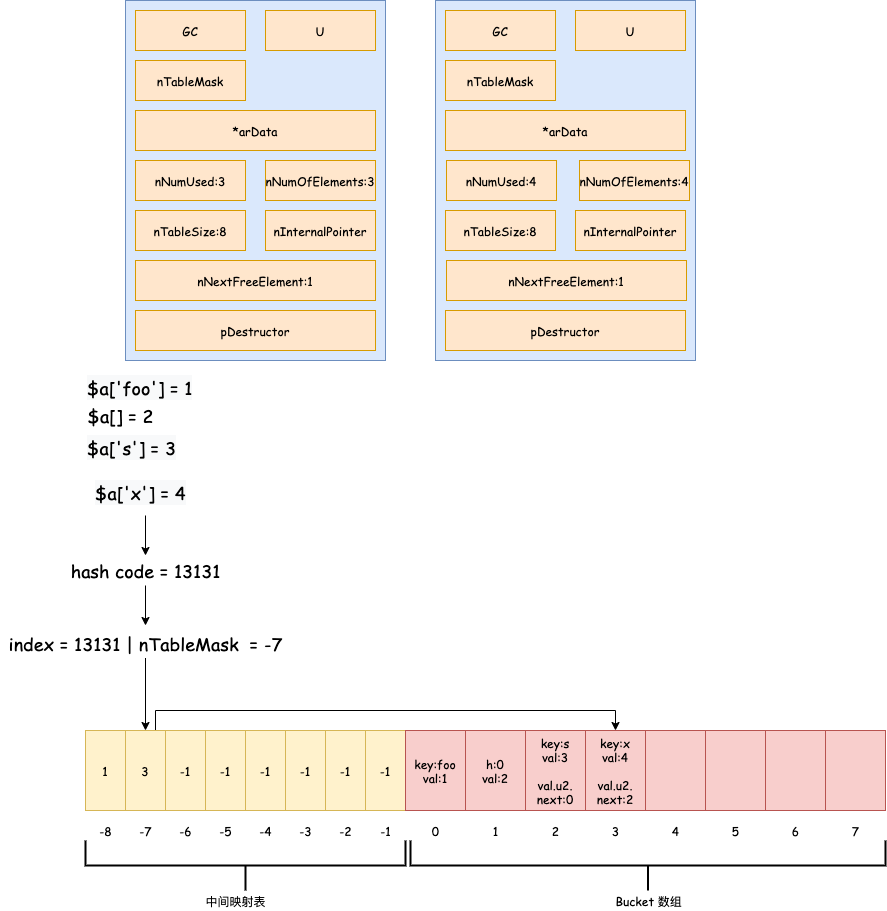 GC U
nTableMask
*arData
nNumUsed:3 nNumOfElements:3
nTableSize:8 nInternalPointer
nNextFreeElement:1
pDestructor
GC U
nTableMask
*arData
nNumUsed:4 nNumOfElements:4
nTableSize:8 nInternalPointer
nNextFreeElement:1
pDestructor
$a['foo'] = 1
$a[] = 2
$a['s'] = 3
$a['x'] = 4
hash code = 13131
index = 13131 | nTableMask = -7
1 3 -1 -1 -1 -1 -1 -1
key:foo
val:1
h:0
val:2
key:s
val:3
val.u2.
next:0
key:x
val:4
val.u2.
next:2
-8 -7 -6 -5 -4 -3 -2 -1 0 1 2 3 4 5 6 7
中间映射表
Bucket 数组